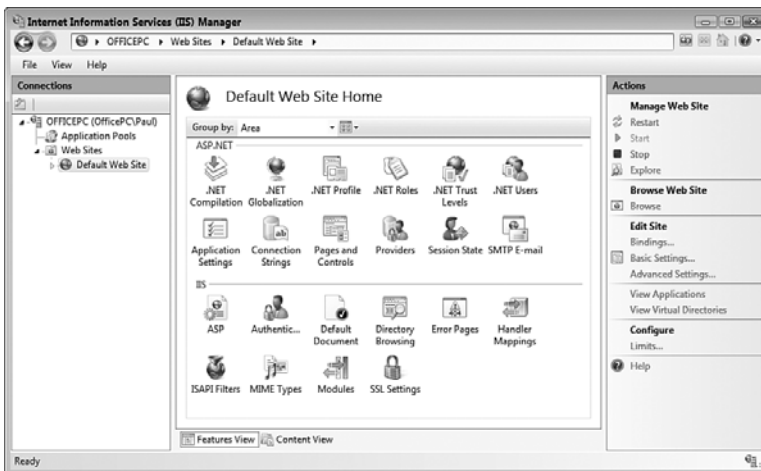 Internet Information Services (IIS) Manager
OFFICEPC Web Sites Default Web Site
File View Help
Connections
OFFICEPC (OfficePC\Paul)
Application Pools
Web Sites
Default Web Site
Default Web Site Home
Group by: Area
ASP.NET
.NET Compilation
.NET Globalization
.NET Profile
.NET Roles
.NET Trust Levels
.NET Users
Application Settings
Connection Strings
Pages and Controls
Providers
Session State
SMTP E-mail
IIS
ASP
Authentic...
Default Document
Directory Browsing
Error Pages
Handler Mappings
ISAPI Filters
MIME Types
Modules
SSL Settings
Features View
Content View
Actions
Manage Web Site
Restart
Start
Stop
Explore
Browse Web Site
Browse
Edit Site
Bindings...
Basic Settings...
Advanced Settings...
View Applications
View Virtual Directories
Configure
Limits...
Help
Ready